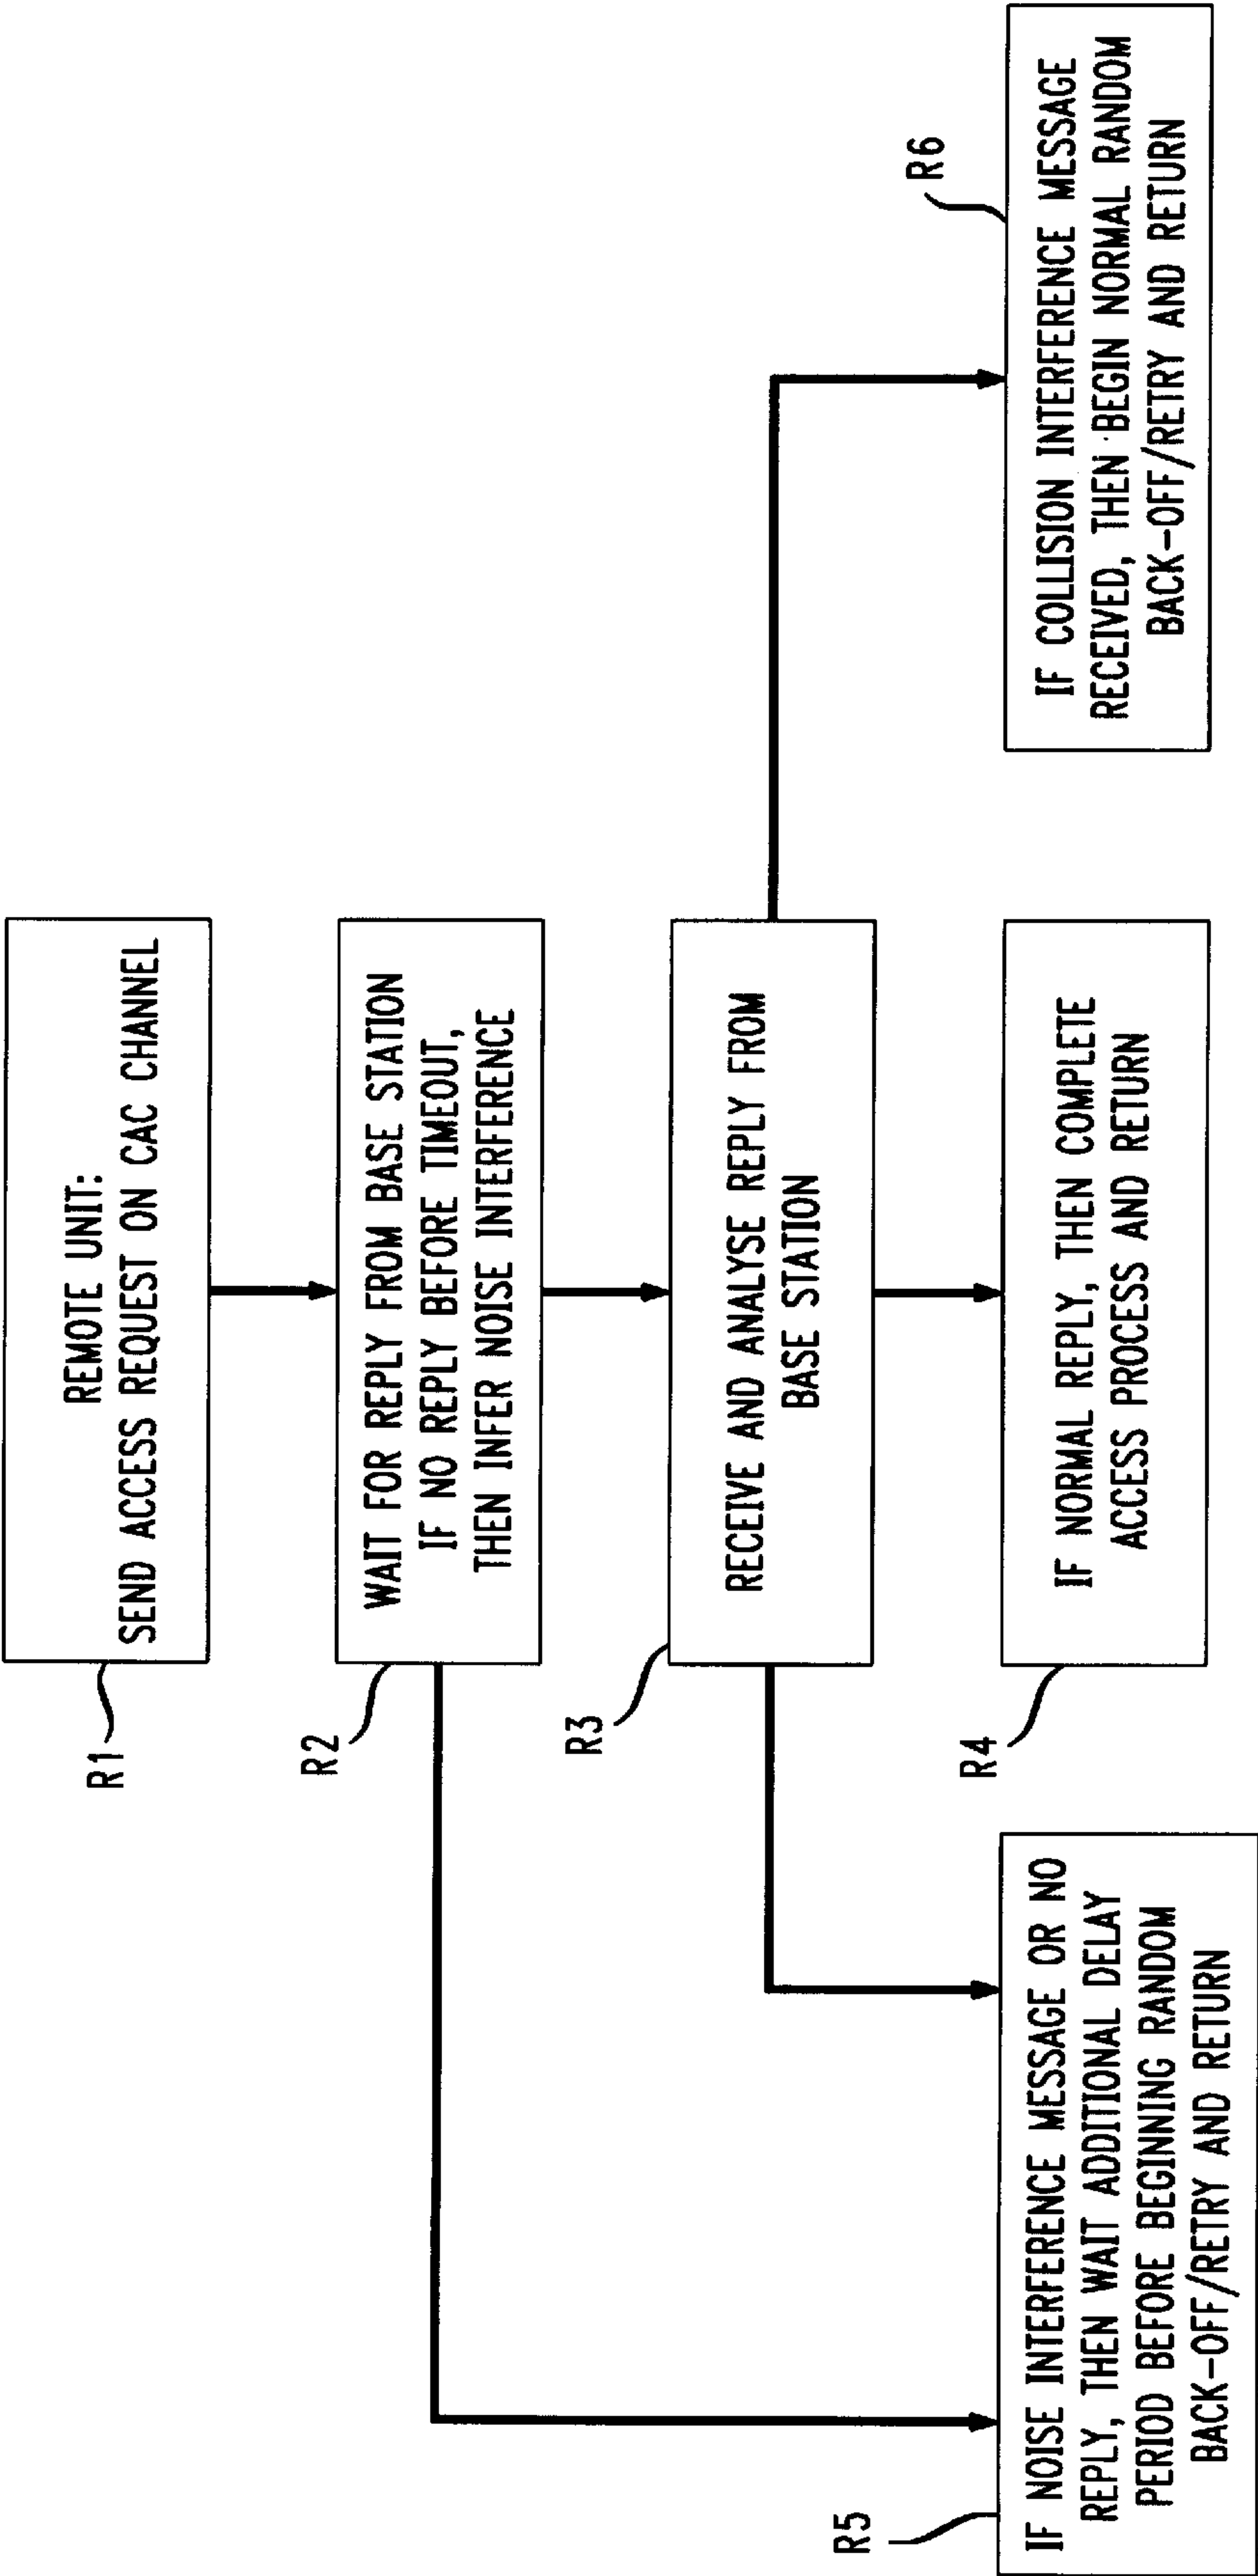 REMOTE UNIT:
SEND ACCESS REQUEST ON CAC CHANNEL
R1
WAIT FOR REPLY FROM BASE STATION
IF NO REPLY BEFORE TIMEOUT,
THEN INFER NOISE INTERFERENCE
R2
RECEIVE AND ANALYSE REPLY FROM
BASE STATION
R3
IF NOISE INTERFERENCE MESSAGE OR NO
REPLY, THEN WAIT ADDITIONAL DELAY
PERIOD BEFORE BEGINNING RANDOM
BACK-OFF/RETRY AND RETURN
R5
IF NORMAL REPLY, THEN COMPLETE
ACCESS PROCESS AND RETURN
R4
IF COLLISION INTERFERENCE MESSAGE
RECEIVED, THEN BEGIN NORMAL RANDOM
BACK-OFF/RETRY AND RETURN
R6